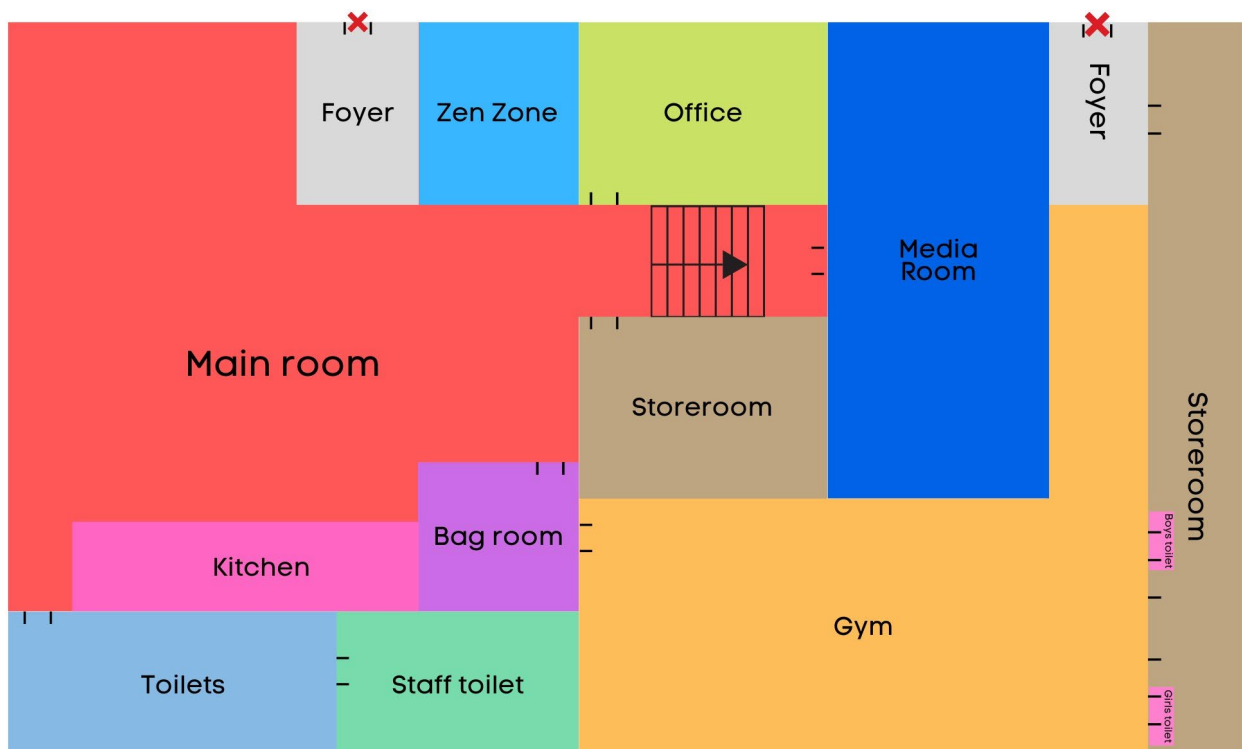 Foyer
Zen Zone
Office
Foyer
Media
Room
Main room
Storeroom
Storeroom
Bag room
Boys toilet
Kitchen
Gym
Toilets
Staff toilet
Girls toilet